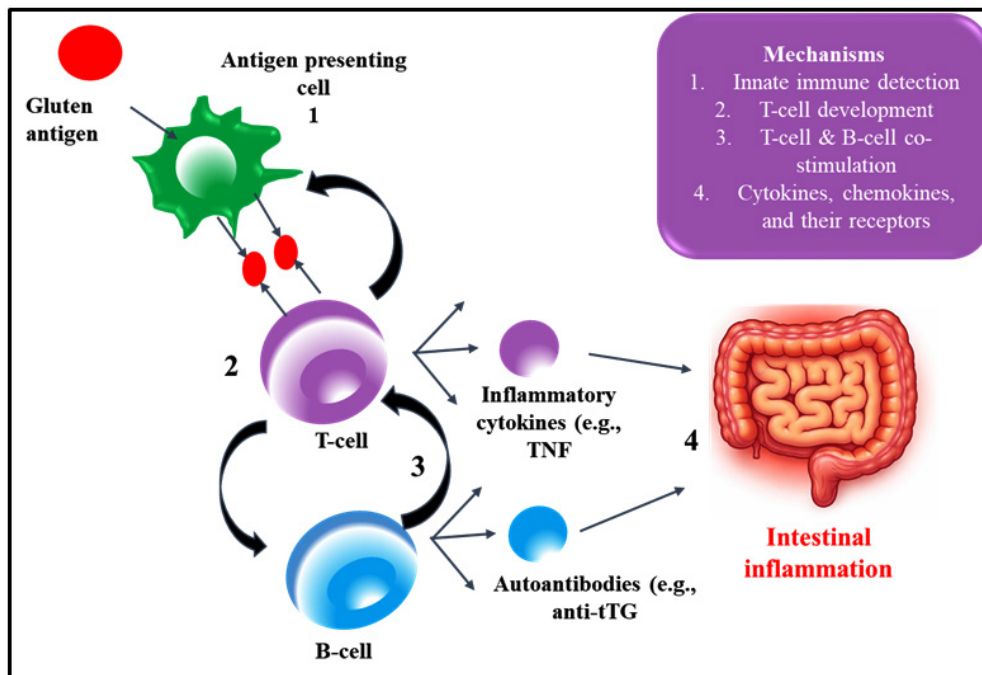 Gluten
antigen
Antigen presenting
cell
1
Mechanisms
1. Innate immune detection
2. T-cell development
3. T-cell & B-cell co-
stimulation
4. Cytokines, chemokines,
and their receptors
2
T-cell
Inflammatory
cytokines (e.g.,
TNF
3
4
B-cell
Autoantibodies (e.g.,
anti-tTG
Intestinal
inflammation